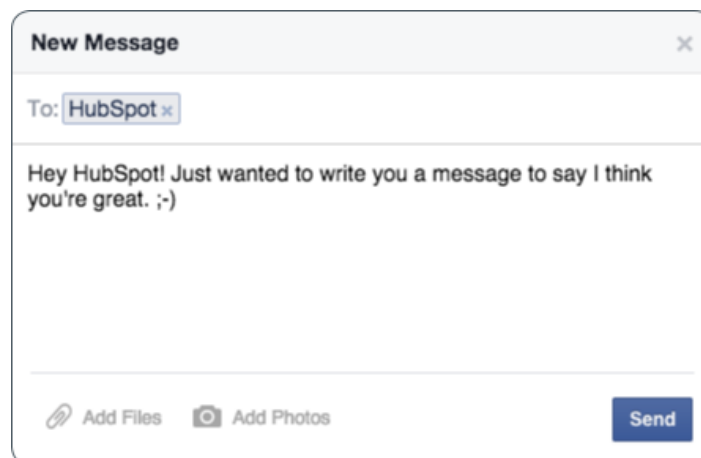 New Message ×
To: HubSpot ×
Hey HubSpot! Just wanted to write you a message to say I think
you're great. ;-)
Add Files Add Photos Send